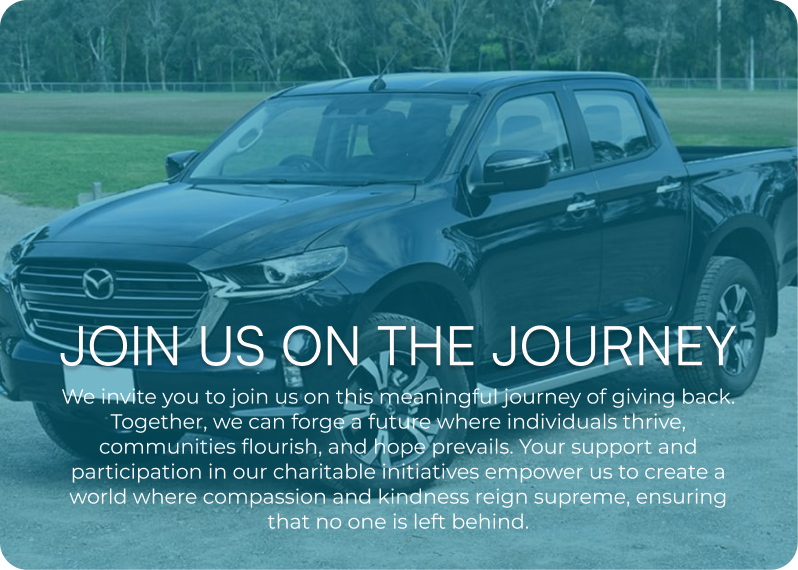 JOIN US ON THE JOURNEY
We invite you to join us on this meaningful journey of giving back.
Together, we can forge a future where individuals thrive,
communities flourish, and hope prevails. Your support and
participation in our charitable initiatives empower us to create a
world where compassion and kindness reign supreme, ensuring
that no one is left behind.